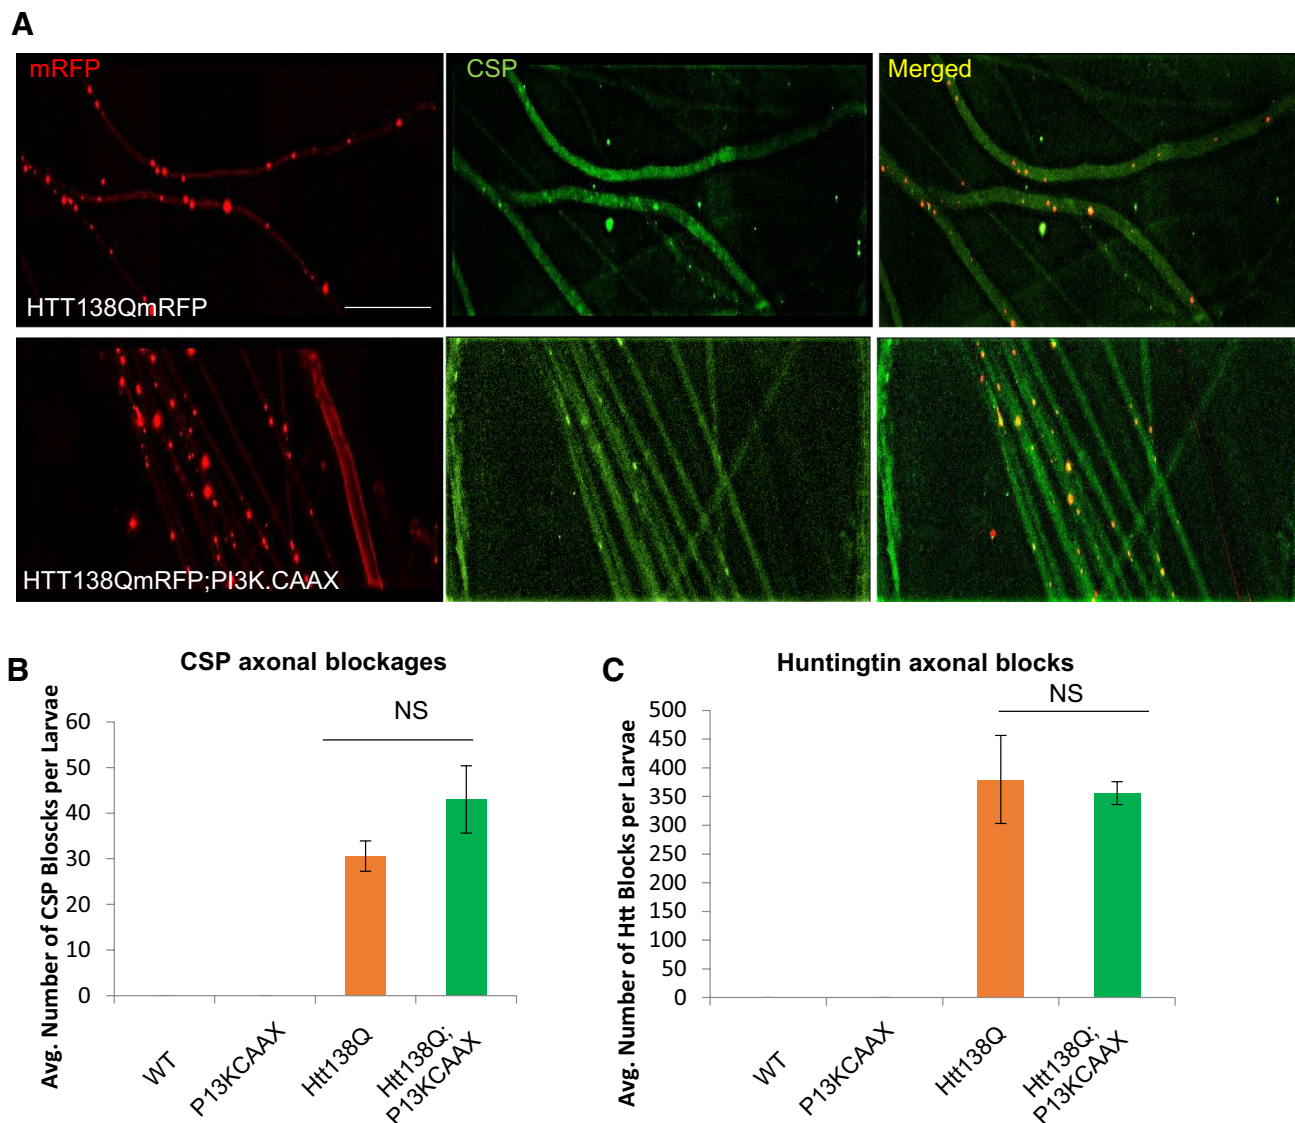 A
mRFP
CSP
Merged
HTT138QmRFP
HTT138QmRFP;PI3K.CAAX
B
CSP axonal blockages
NS
Avg. Number of CSP Bloscks per Larvae
60
50
40
30
20
10
0
WT
P13KCAAX
Htt138Q
Htt138Q;
P13KCAAX
C
Huntingtin axonal blocks
NS
Avg. Number of Htt Blocks per Larvae
500
450
400
350
300
250
200
150
100
50
0
WT
P13KCAAX
Htt138Q
Htt138Q;
P13KCAAX